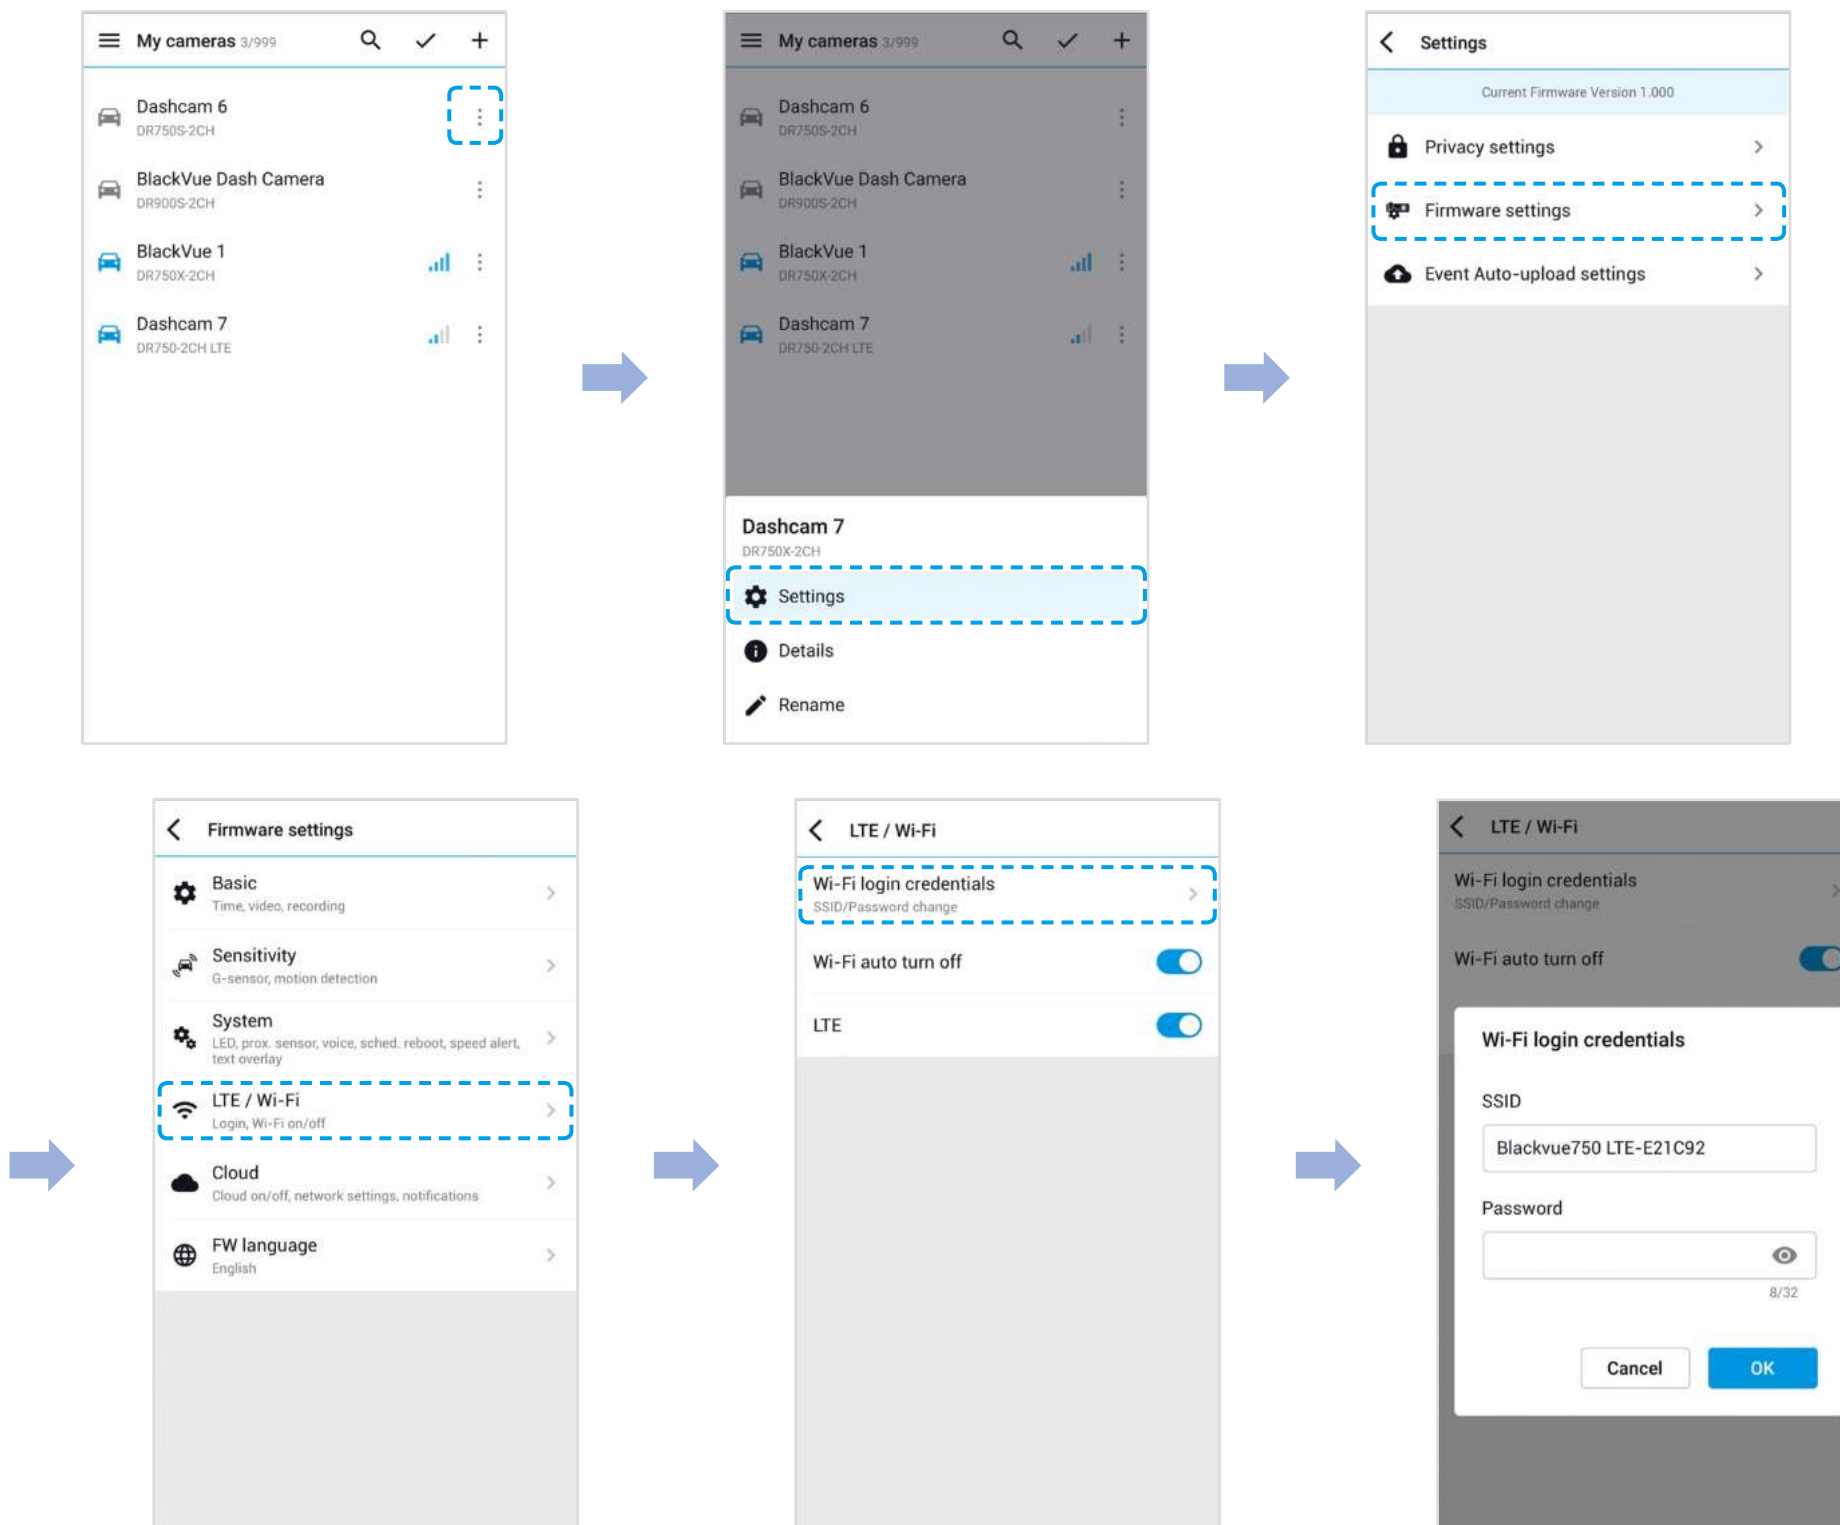 My cameras 3/999
Dashcam 6
DR750S-2CH
BlackVue Dash Camera
DR900S-2CH
BlackVue 1
DR750X-2CH
Dashcam 7
DR750-2CH LTE
My cameras 3/999
Dashcam 6
DR750S-2CH
BlackVue Dash Camera
DR900S-2CH
BlackVue 1
DR750X-2CH
Dashcam 7
DR750-2CH LTE
Dashcam 7
DR750X-2CH
Settings
Details
Rename
Settings
Current Firmware Version 1.000
Privacy settings
Firmware settings
Event Auto-upload settings
Firmware settings
Basic
Time, video, recording
Sensitivity
G-sensor, motion detection
System
LED, prox. sensor, voice, sched. reboot, speed alert,
text overlay
LTE / Wi-Fi
Login, Wi-Fi on/off
Cloud
Cloud on/off, network settings, notifications
FW language
English
LTE / Wi-Fi
Wi-Fi login credentials
SSID/Password change
Wi-Fi auto turn off
LTE
LTE / Wi-Fi
Wi-Fi login credentials
SSID/Password change
Wi-Fi auto turn off
Wi-Fi login credentials
SSID
Blackvue750 LTE-E21C92
Password
8/32
Cancel
OK